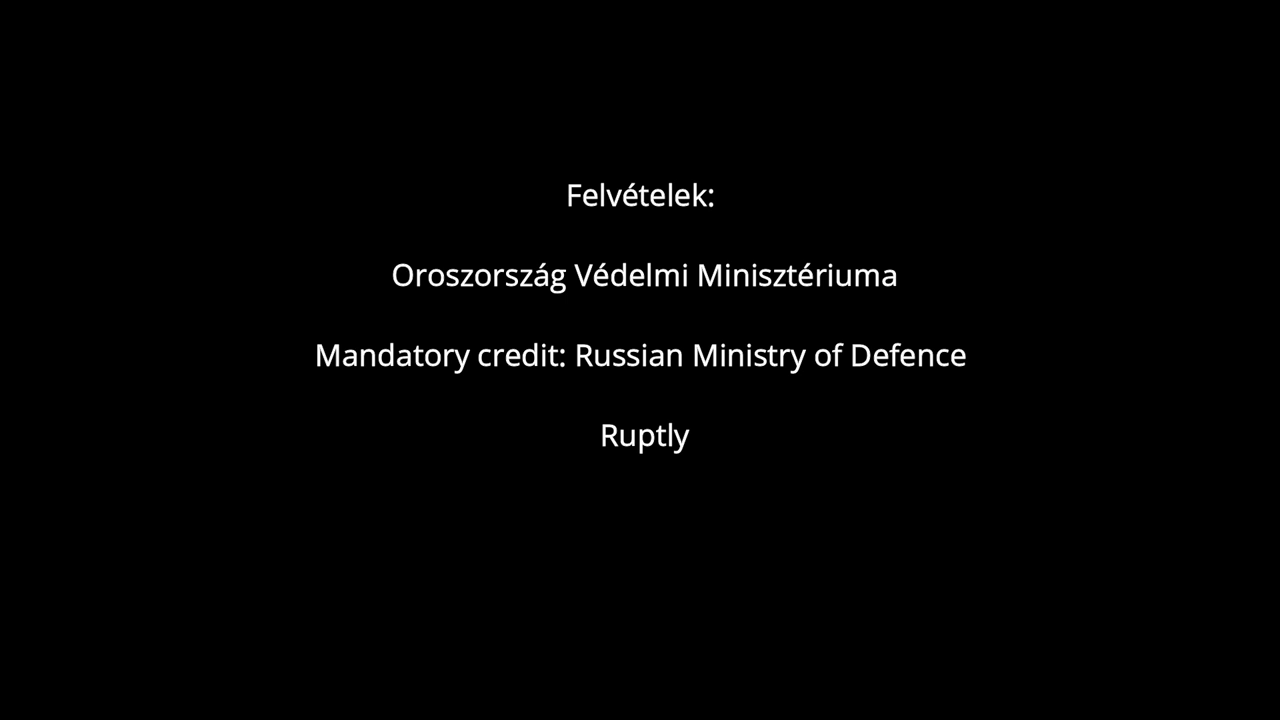 Felvételek:
Oroszország Védelmi Minisztériuma
Mandatory credit: Russian Ministry of Defence
Ruptly